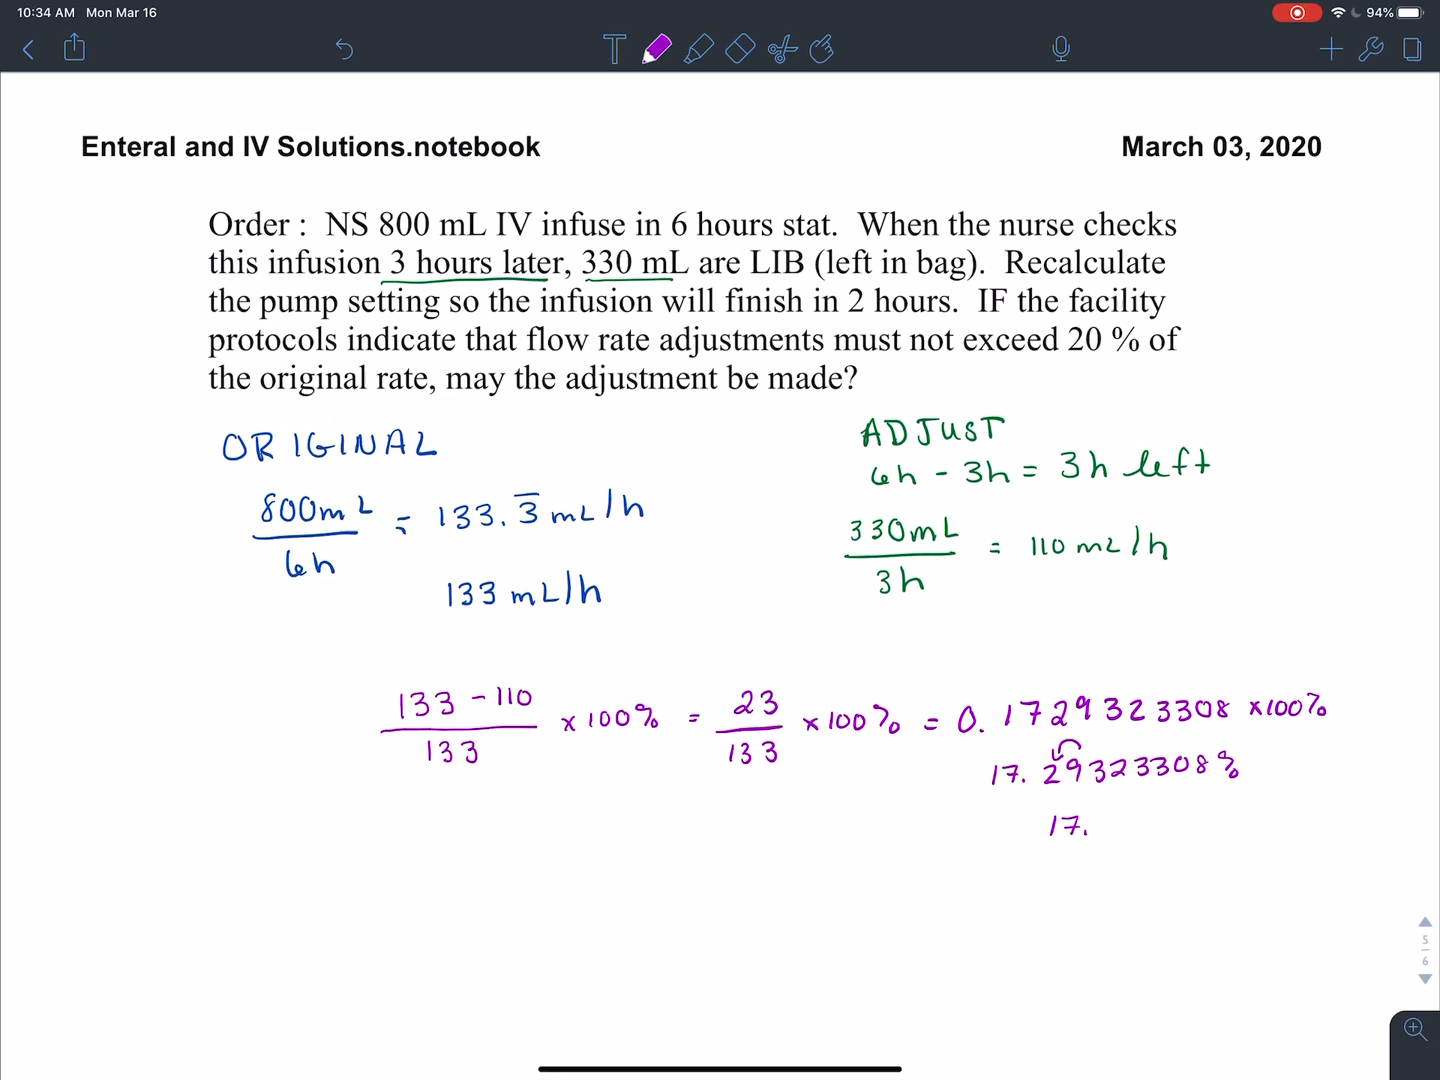 10:34 AM Mon Mar 16
94%
T
Enteral and IV Solutions.notebook
March 03, 2020
Order : NS 800 mL IV infuse in 6 hours stat. When the nurse checks
this infusion 3 hours later, 330 mL are LIB (left in bag). Recalculate
the pump setting so the infusion will finish in 2 hours. IF the facility
protocols indicate that flow rate adjustments must not exceed 20 % of
the original rate, may the adjustment be made?
ORIGINAL
800mL / 6h = 133.3̅ mL/h
133 mL/h
ADJUST
6h - 3h = 3h left
330mL / 3h = 110 mL/h
133 - 110 / 133 x 100% = 23 / 133 x 100% = 0.1729323308 x 100%
17.29323308%
17.
5
6